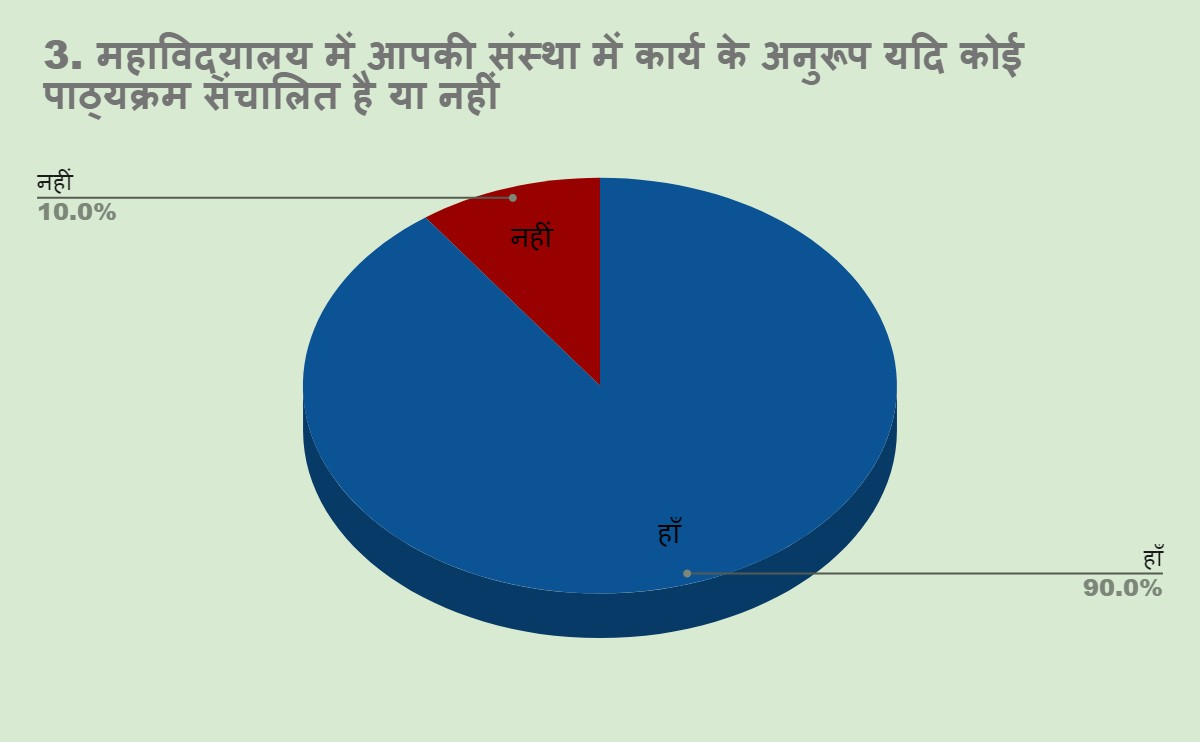 3. महाविद्यालय में आपकी संस्था में कार्य के अनुरूप यदि कोई
पाठ्यक्रम संचालित है या नहीं
नहीं
10.0%
नहीं
हॉ
हॉ
90.0%